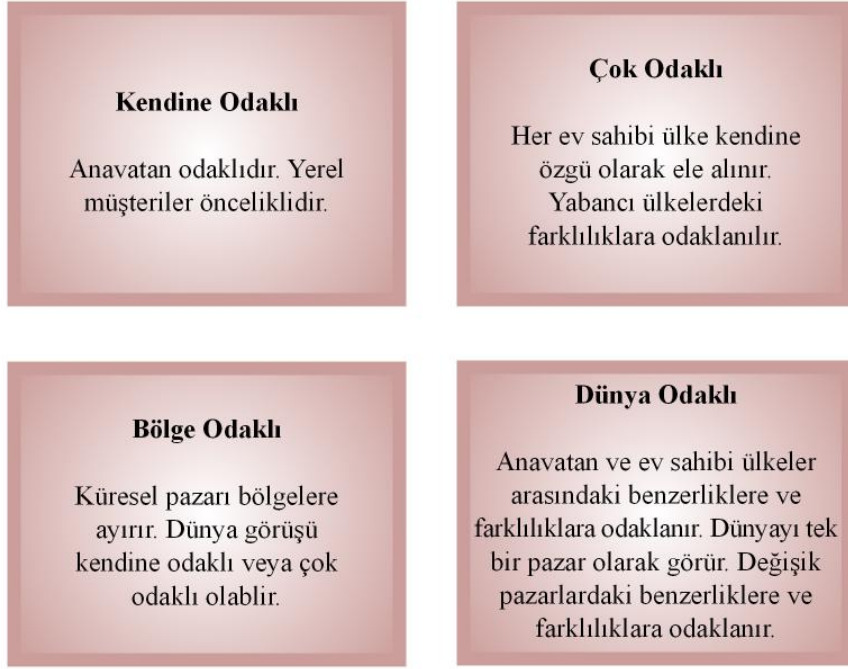 Kendine Odaklı
Anavatan odaklıdır. Yerel
müşteriler önceliklidir.
Çok Odaklı
Her ev sahibi ülke kendine
özgü olarak ele alınır.
Yabancı ülkelerdeki
farklılıklara odaklanılır.
Bölge Odaklı
Küresel pazarı bölgelere
ayırır. Dünya görüşü
kendine odaklı veya çok
odaklı olablir.
Dünya Odaklı
Anavatan ve ev sahibi ülkeler
arasındaki benzerliklere ve
farklılıklara odaklanır. Dünyayı tek
bir pazar olarak görür. Değişik
pazarlardaki benzerliklere ve
farklılıklara odaklanır.